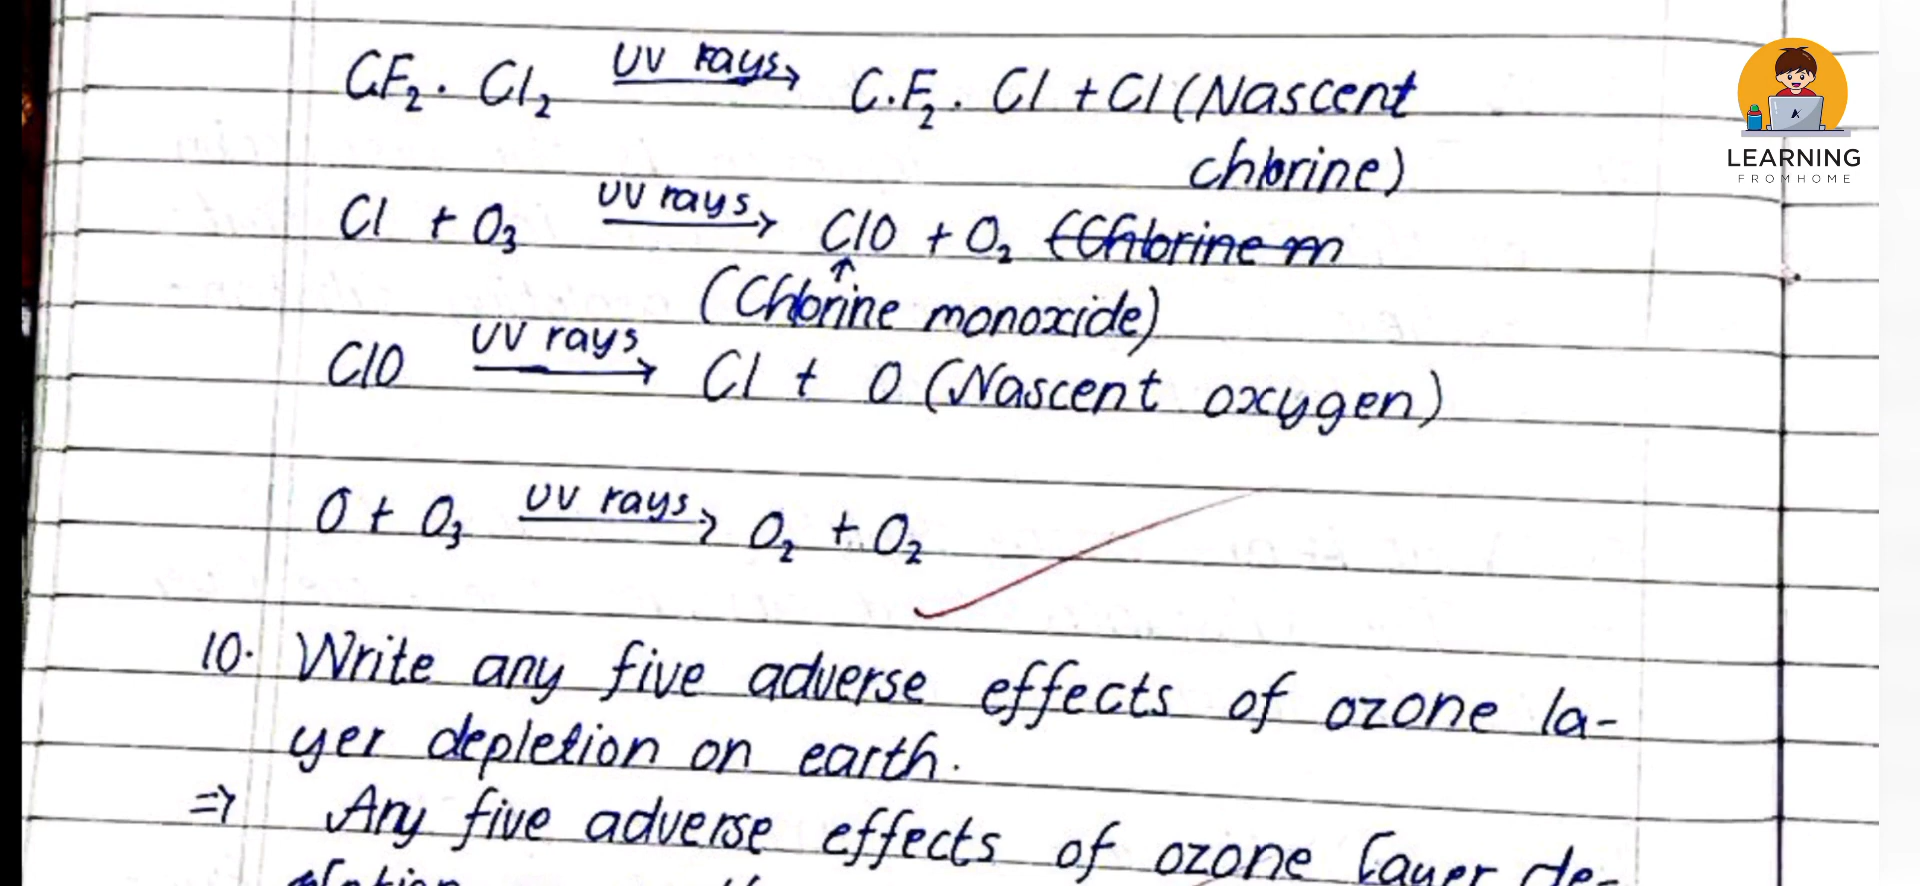 CF₂. Cl₂ UV rays→ C.F₂. Cl + Cl (Nascent
chlorine)
Cl + O₃ UV rays→ ClO + O₂ (Chlorine m
↑
(Chlorine monoxide)
ClO UV rays→ Cl + O (Nascent oxygen)
O + O₃ UV rays→ O₂ + O₂
10. Write any five adverse effects of ozone la-
yer depletion on earth.
⇒ Any five adverse effects of ozone layer de-
LEARNING
FROMHOME